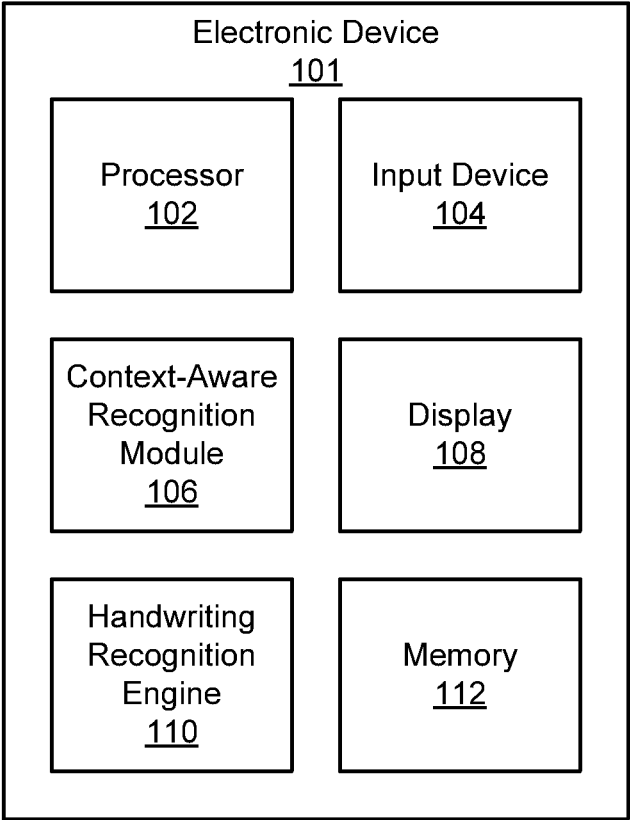 Electronic Device
101
Processor
102
Input Device
104
Context-Aware
Recognition
Module
106
Display
108
Handwriting
Recognition
Engine
110
Memory
112